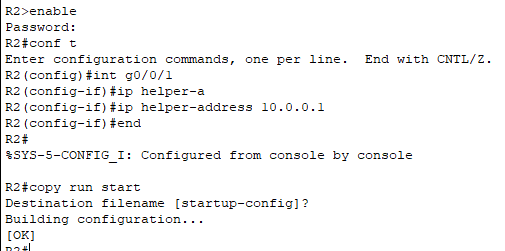 R2>enable
Password:
R2#conf t
Enter configuration commands, one per line.  End with CNTL/Z.
R2(config)#int g0/0/1
R2(config-if)#ip helper-a
R2(config-if)#ip helper-address 10.0.0.1
R2(config-if)#end
R2#
%SYS-5-CONFIG_I: Configured from console by console

R2#copy run start
Destination filename [startup-config]?
Building configuration...
[OK]
R2#